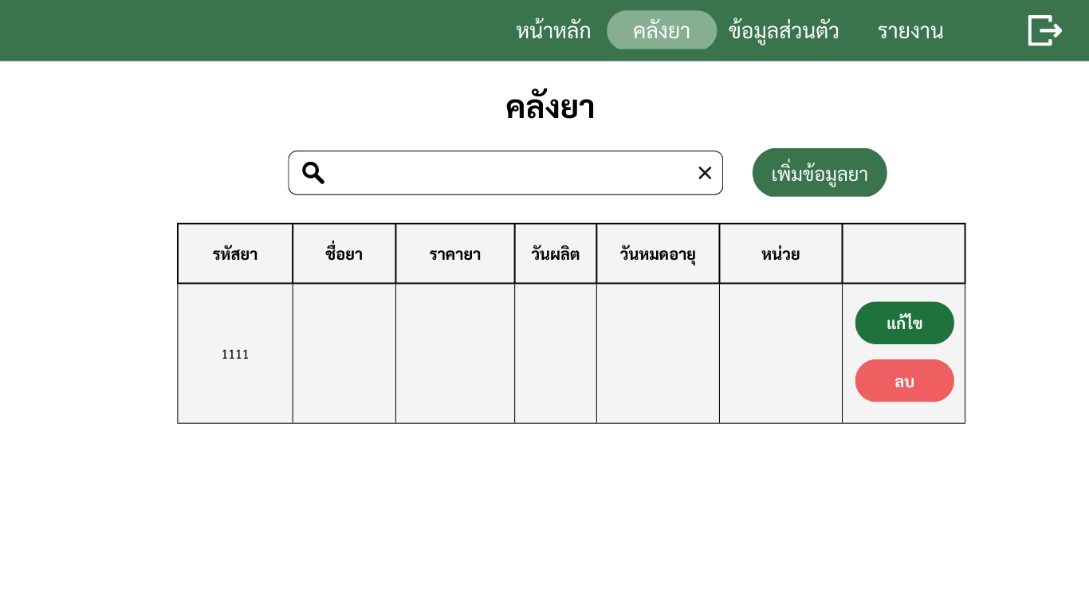 หน้าหลัก คลังยา ข้อมูลส่วนตัว รายงาน
คลังยา
เพิ่มข้อมูลยา
รหัสยา ชื่อยา ราคายา วันผลิต วันหมดอายุ หน่วย
1111
แก้ไข
ลบ